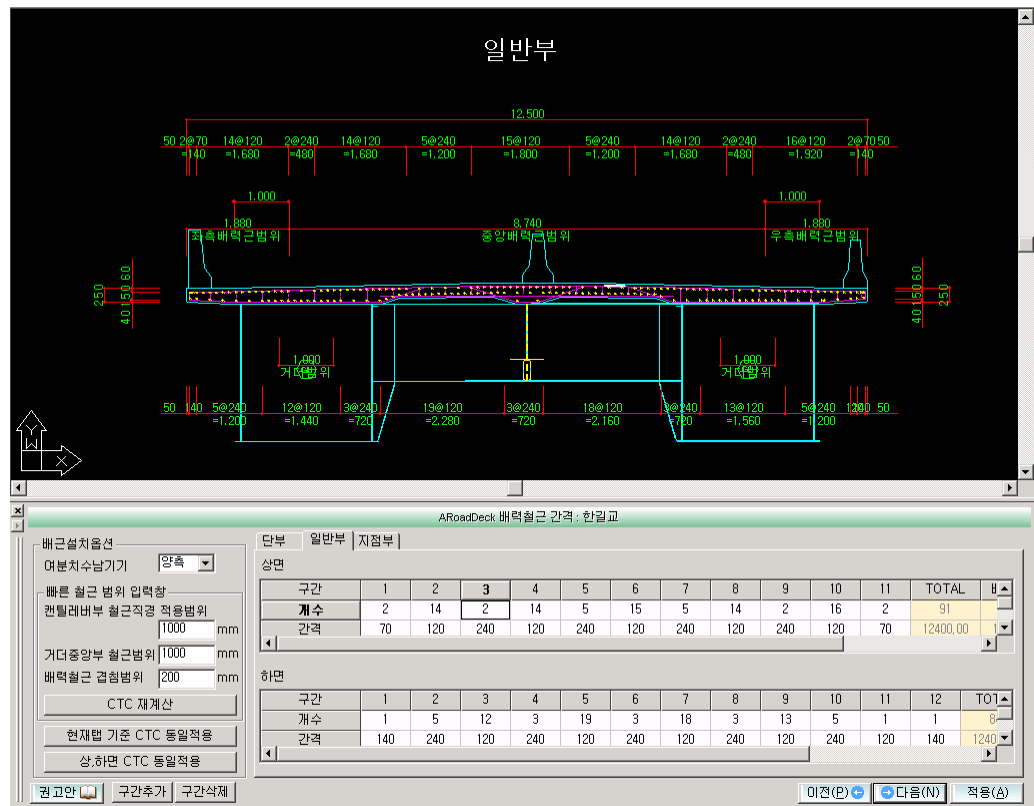 일반부
12.500
50 2@70 14@120 2@240 14@120 5@240 15@120 5@240 14@120 2@240 16@120 2@70 50
=140 =1.680 =480 =1.680 =1.200 =1.800 =1.200 =1.680 =480 =1.920 =140
1.000 1.000
1.880 8.740 1.880
좌측배력근범위 중앙배력근범위 우측배력근범위
250 40 150 60 40 150 60 250
1.000 1.000
거더범위 거더범위
50 140 5@240 12@120 3@240 19@120 3@240 18@120 3@240 13@120 5@240 50
=1.200 =1.440 =720 =2.280 =720 =2.160 =720 =1.560 =1.200
Y
W
X
ARoadDeck 배력철근 간격 : 한길교
배근설치옵션
여분치수남기기 양측
빠른 철근 범위 입력창
캔틸레버부 철근직경 적용범위
1000 mm
거더중앙부 철근범위 1000 mm
배력철근 겹침범위 200 mm
CTC 재계산
현재탭 기준 CTC 동일적용
상,하면 CTC 동일적용
단부 일반부 지점부
상면
구간 1 2 3 4 5 6 7 8 9 10 11 TOTAL
개수 2 14 2 14 5 15 5 14 2 16 2 91
간격 70 120 240 120 240 120 240 120 240 120 70 12400,00
하면
구간 1 2 3 4 5 6 7 8 9 10 11 12
개수 1 5 12 3 19 3 18 3 13 5 1 1
간격 140 240 120 240 120 240 120 240 120 240 120 140
권고안 구간추가 구간삭제 이전(P) 다음(N) 적용(A)